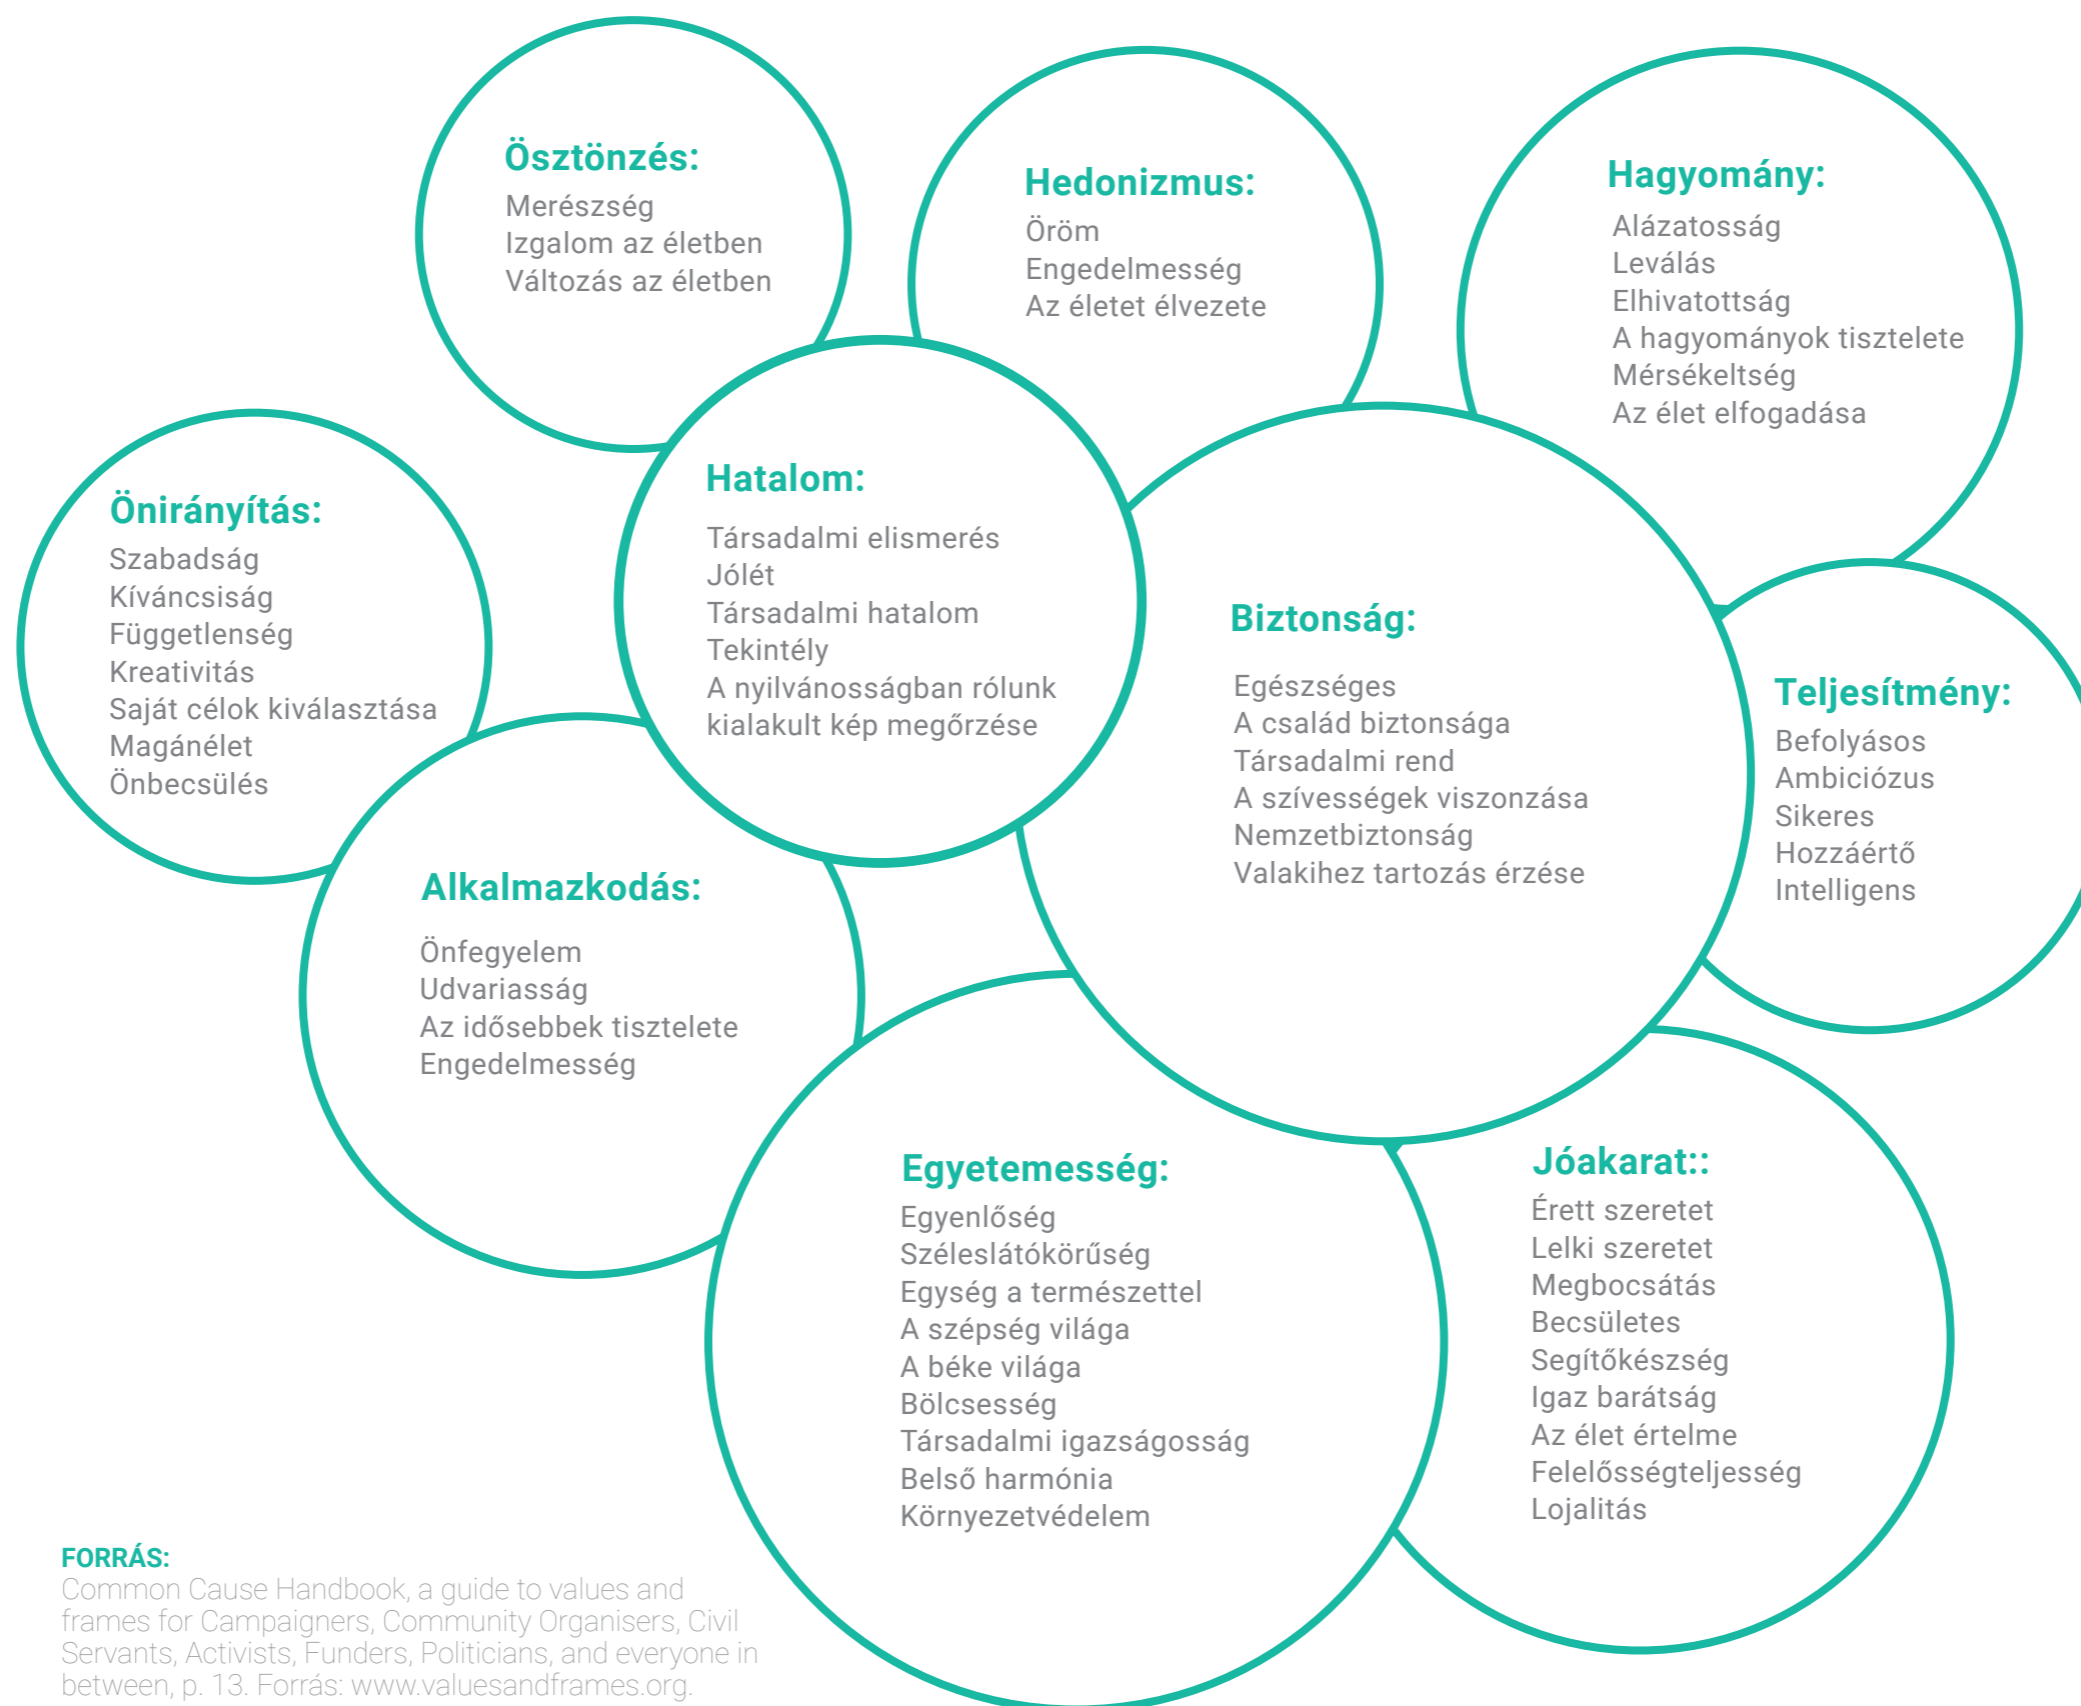 Ösztönzés:
Merészség
Izgalom az életben
Változás az életben
Hedonizmus:
Öröm
Engedelmesség
Az életet élvezete
Hagyomány:
Alázatosság
Leválás
Elhivatottság
A hagyományok tisztelete
Mérsékeltség
Az élet elfogadása
Önirányítás:
Szabadság
Kíváncsiság
Függetlenség
Kreativitás
Saját célok kiválasztása
Magánélet
Önbecsülés
Hatalom:
Társadalmi elismerés
Jólét
Társadalmi hatalom
Tekintély
A nyilvánosságban rólunk
kialakult kép megőrzése
Biztonság:
Egészséges
A család biztonsága
Társadalmi rend
A szívességek viszonzása
Nemzetbiztonság
Valakihez tartozás érzése
Teljesítmény:
Befolyásos
Ambiciózus
Sikeres
Hozzáértő
Intelligens
Alkalmazkodás:
Önfegyelem
Udvariasság
Az idősebbek tisztelete
Engedelmesség
Egyetemesség:
Egyenlőség
Széleslátókörűség
Egység a természettel
A szépség világa
A béke világa
Bölcsesség
Társadalmi igazságosság
Belső harmónia
Környezetvédelem
Jóakarat::
Érett szeretet
Lelki szeretet
Megbocsátás
Becsületes
Segítőkészség
Igaz barátság
Az élet értelme
Felelősségteljesség
Lojalitás
FORRÁS:
Common Cause Handbook, a guide to values and
frames for Campaigners, Community Organisers, Civil
Servants, Activists, Funders, Politicians, and everyone in
between, p. 13. Forrás: www.valuesandframes.org.